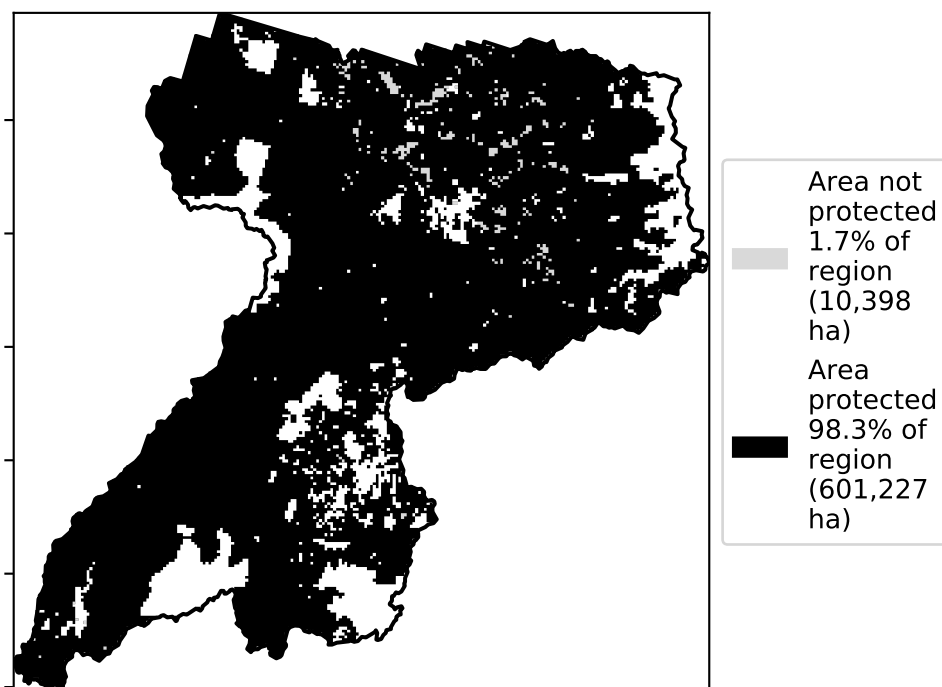 Area not
protected
1.7% of
region
(10,398
ha)
Area
protected
98.3% of
region
(601,227
ha)